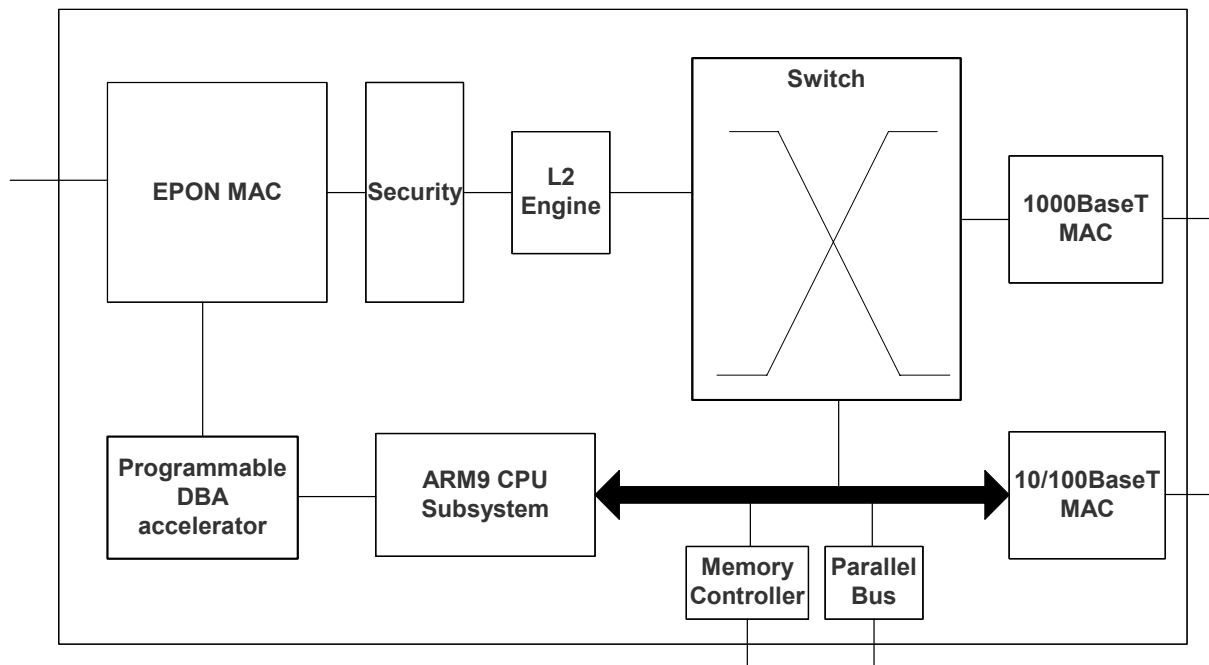 Switch
EPON MAC
Security
L2
Engine
1000BaseT
MAC
Programmable
DBA
accelerator
ARM9 CPU
Subsystem
10/100BaseT
MAC
Memory
Controller
Parallel
Bus